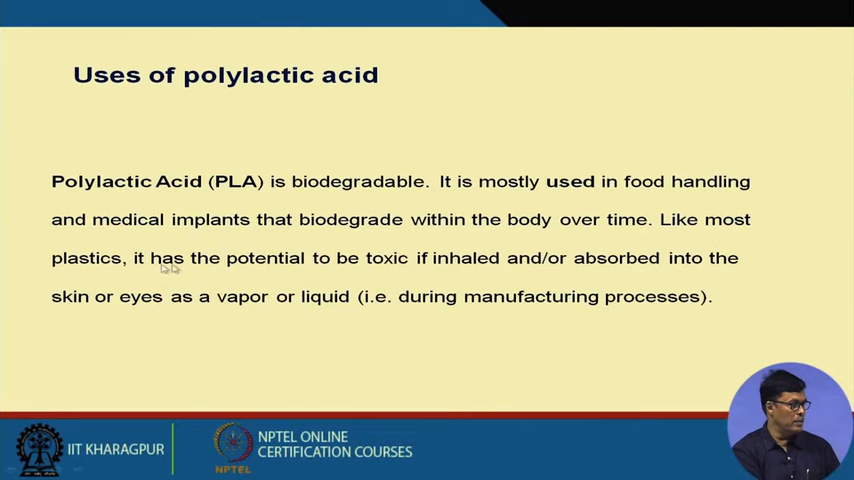 Uses of polylactic acid
Polylactic Acid (PLA) is biodegradable. It is mostly used in food handling
and medical implants that biodegrade within the body over time. Like most
plastics, it has the potential to be toxic if inhaled and/or absorbed into the
skin or eyes as a vapor or liquid (i.e. during manufacturing processes).
IIT KHARAGPUR
NPTEL
NPTEL ONLINE
CERTIFICATION COURSES